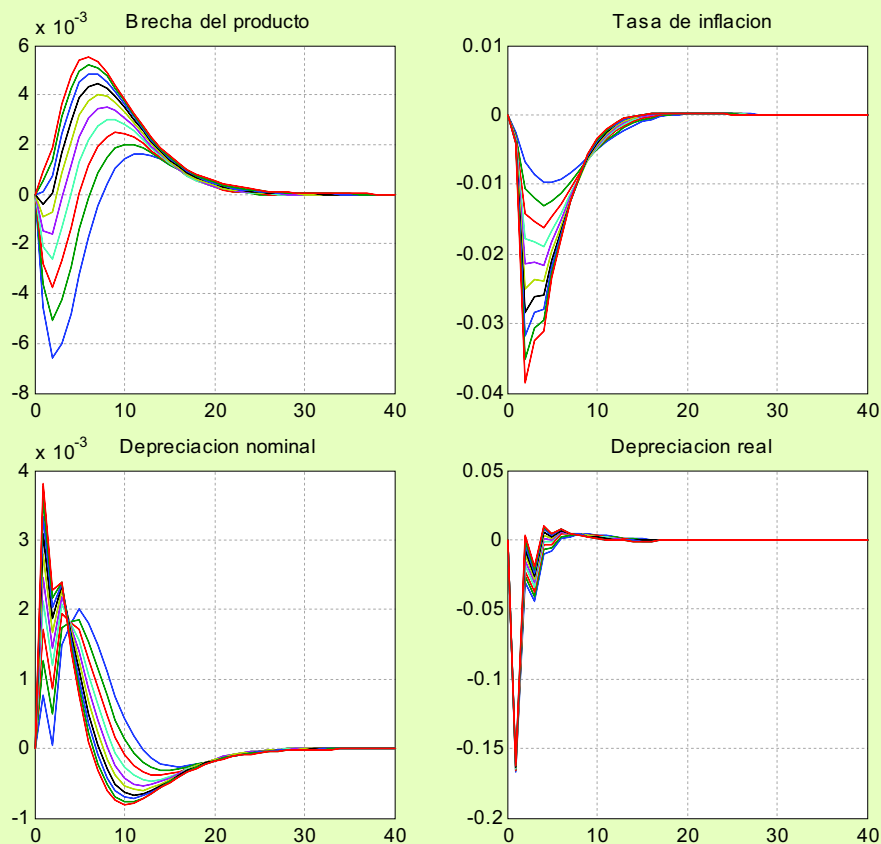 Brecha del producto
x 10^-3
6
4
2
0
-2
-4
-6
-8
0 10 20 30 40
Tasa de inflacion
0.01
0
-0.01
-0.02
-0.03
-0.04
0 10 20 30 40
Depreciacion nominal
x 10^-3
4
3
2
1
0
-1
0 10 20 30 40
Depreciacion real
0.05
0
-0.05
-0.1
-0.15
-0.2
0 10 20 30 40